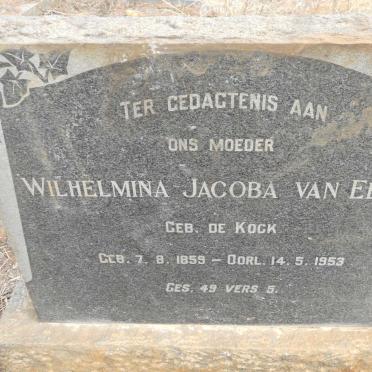 TER GEDACTENIS AAN
ONS MOEDER
WILHELMINA JACOBA VAN
GEB. DE KOCK
GEB. 7. 8. 1859 - OORL. 14. 5. 1953
GES. 49 VERS 5.